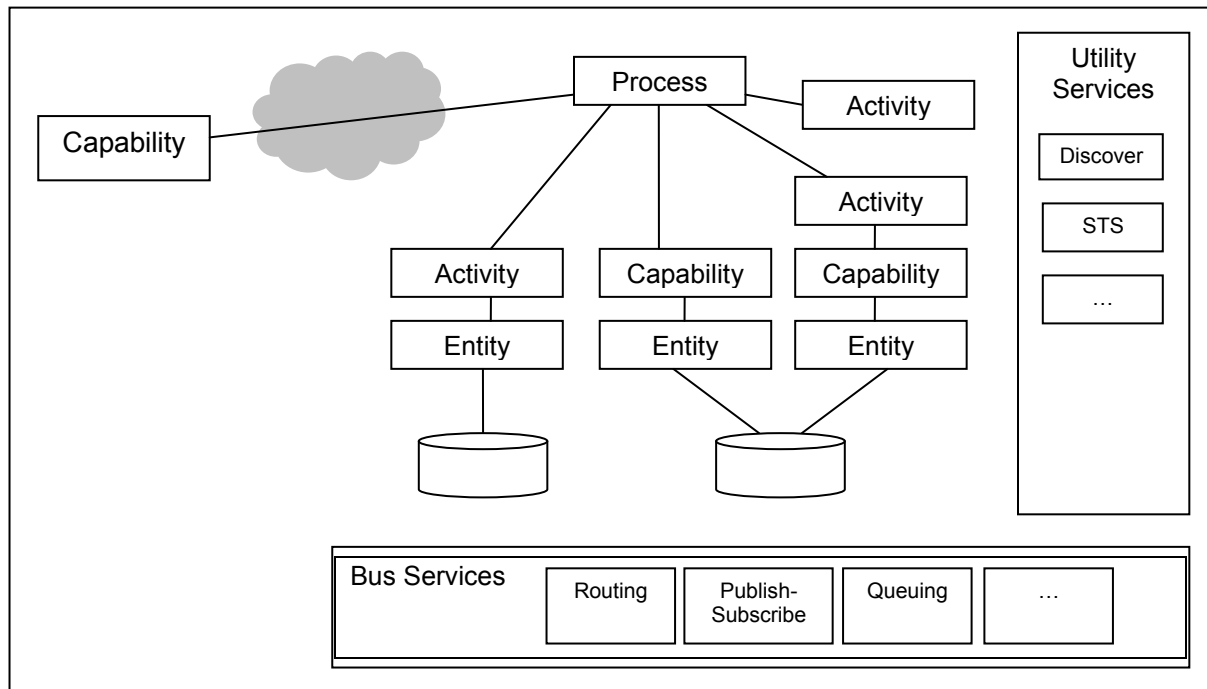 Process
Utility
Services
Activity
Capability
Discover
Activity
STS
Activity
Capability
Capability
…
Entity
Entity
Entity
Bus Services
Routing
Publish-
Subscribe
Queuing
…